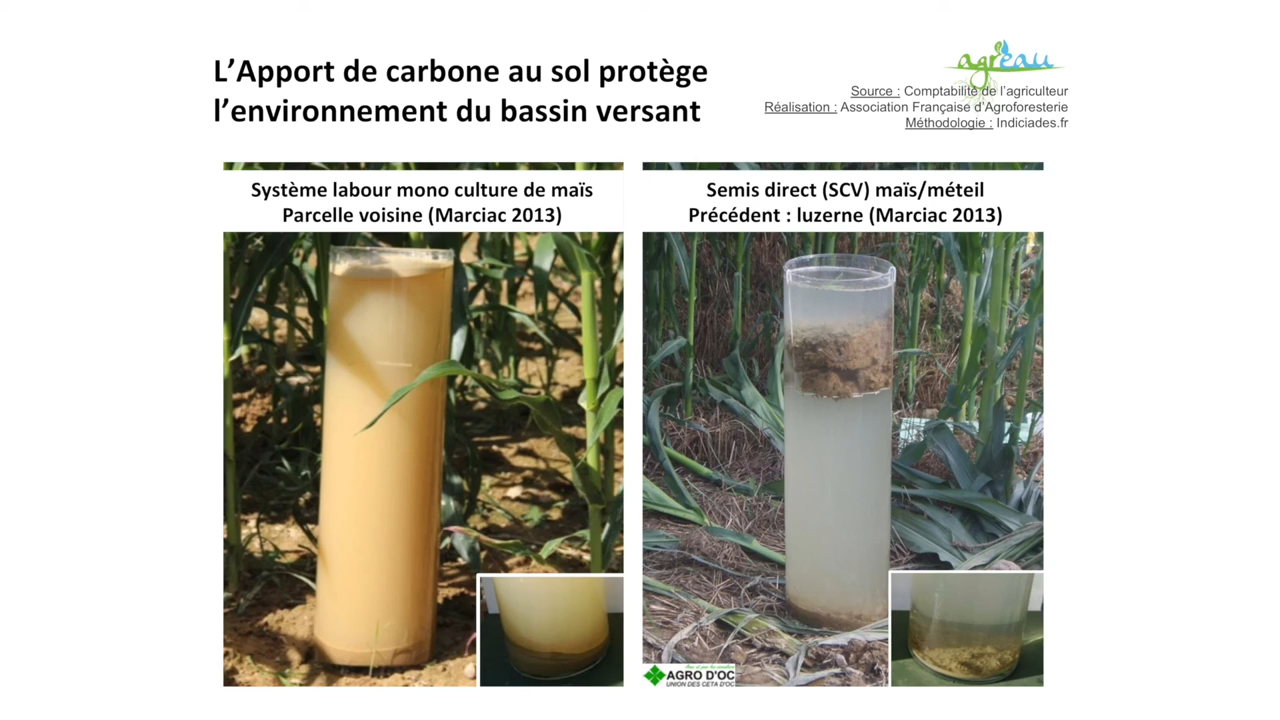 L'Apport de carbone au sol protège
l'environnement du bassin versant
agr'eau
Source : Comptabilité de l'agriculteur
Réalisation : Association Française d'Agroforesterie
Méthodologie : Indiciades.fr
Système labour mono culture de maïs
Parcelle voisine (Marciac 2013)
Semis direct (SCV) maïs/méteil
Précédent : luzerne (Marciac 2013)
AGRO D'OC
UNION DES CETA D'OC